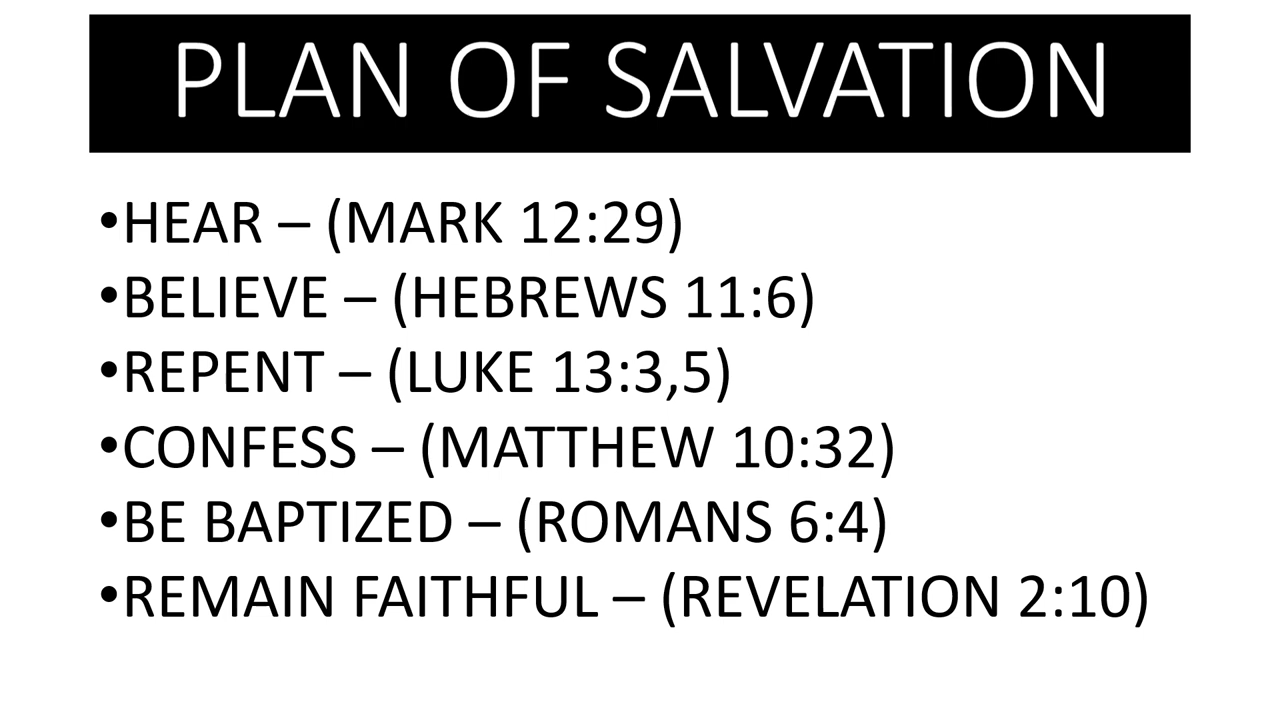 PLAN OF SALVATION
•HEAR – (MARK 12:29)
•BELIEVE – (HEBREWS 11:6)
•REPENT – (LUKE 13:3,5)
•CONFESS – (MATTHEW 10:32)
•BE BAPTIZED – (ROMANS 6:4)
•REMAIN FAITHFUL – (REVELATION 2:10)